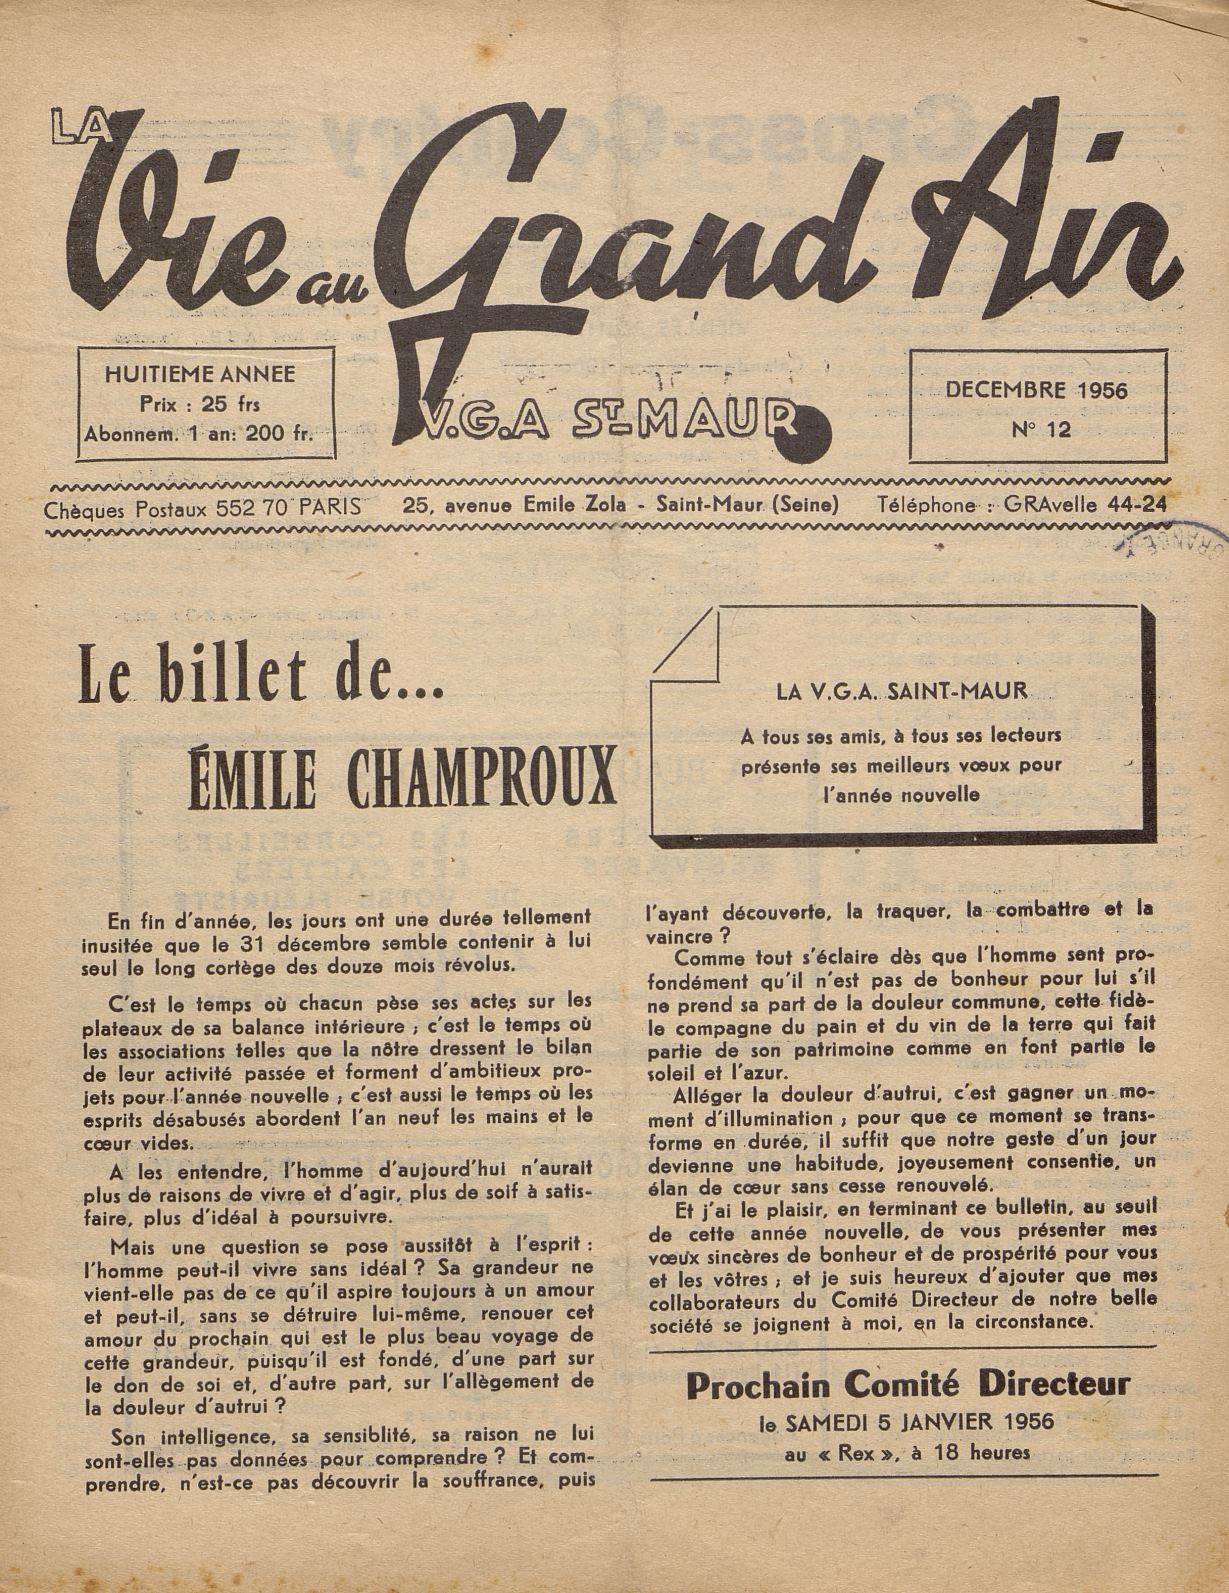 LA
Vie au Grand Air
HUITIEME ANNEE
Prix : 25 frs
Abonnem. 1 an: 200 fr.
V.G.A ST-MAUR
DECEMBRE 1956
N° 12
Chèques Postaux 552 70 PARIS 25, avenue Emile Zola - Saint-Maur (Seine) Téléphone : GRAvelle 44-24
Le billet de...
ÉMILE CHAMPROUX
LA V.G.A. SAINT-MAUR
A tous ses amis, à tous ses lecteurs
présente ses meilleurs vœux pour
l'année nouvelle
En fin d'année, les jours ont une durée tellement
inusitée que le 31 décembre semble contenir à lui
seul le long cortège des douze mois révolus.
C'est le temps où chacun pèse ses actes sur les
plateaux de sa balance intérieure ; c'est le temps où
les associations telles que la nôtre dressent le bilan
de leur activité passée et forment d'ambitieux pro-
jets pour l'année nouvelle ; c'est aussi le temps où les
esprits désabusés abordent l'an neuf les mains et le
cœur vides.
A les entendre, l'homme d'aujourd'hui n'aurait
plus de raisons de vivre et d'agir, plus de soif à satis-
faire, plus d'idéal à poursuivre.
Mais une question se pose aussitôt à l'esprit :
l'homme peut-il vivre sans idéal ? Sa grandeur ne
vient-elle pas de ce qu'il aspire toujours à un amour
et peut-il, sans se détruire lui-même, renouer cet
amour du prochain qui est le plus beau voyage de
cette grandeur, puisqu'il est fondé, d'une part sur
le don de soi et, d'autre part, sur l'allègement de
la douleur d'autrui ?
Son intelligence, sa sensiblité, sa raison ne lui
sont-elles pas données pour comprendre ? Et com-
prendre, n'est-ce pas découvrir la souffrance, puis
l'ayant découverte, la traquer, la combattre et la
vaincre ?
Comme tout s'éclaire dès que l'homme sent pro-
fondément qu'il n'est pas de bonheur pour lui s'il
ne prend sa part de la douleur commune, cette fidè-
le compagne du pain et du vin de la terre qui fait
partie de son patrimoine comme en font partie le
soleil et l'azur.
Alléger la douleur d'autrui, c'est gagner un mo-
ment d'illumination ; pour que ce moment se trans-
forme en durée, il suffit que notre geste d'un jour
devienne une habitude, joyeusement consentie, un
élan de cœur sans cesse renouvelé.
Et j'ai le plaisir, en terminant ce bulletin, au seuil
de cette année nouvelle, de vous présenter mes
vœux sincères de bonheur et de prospérité pour vous
et les vôtres ; et je suis heureux d'ajouter que mes
collaborateurs du Comité Directeur de notre belle
société se joignent à moi, en la circonstance.
Prochain Comité Directeur
le SAMEDI 5 JANVIER 1956
au « Rex », à 18 heures